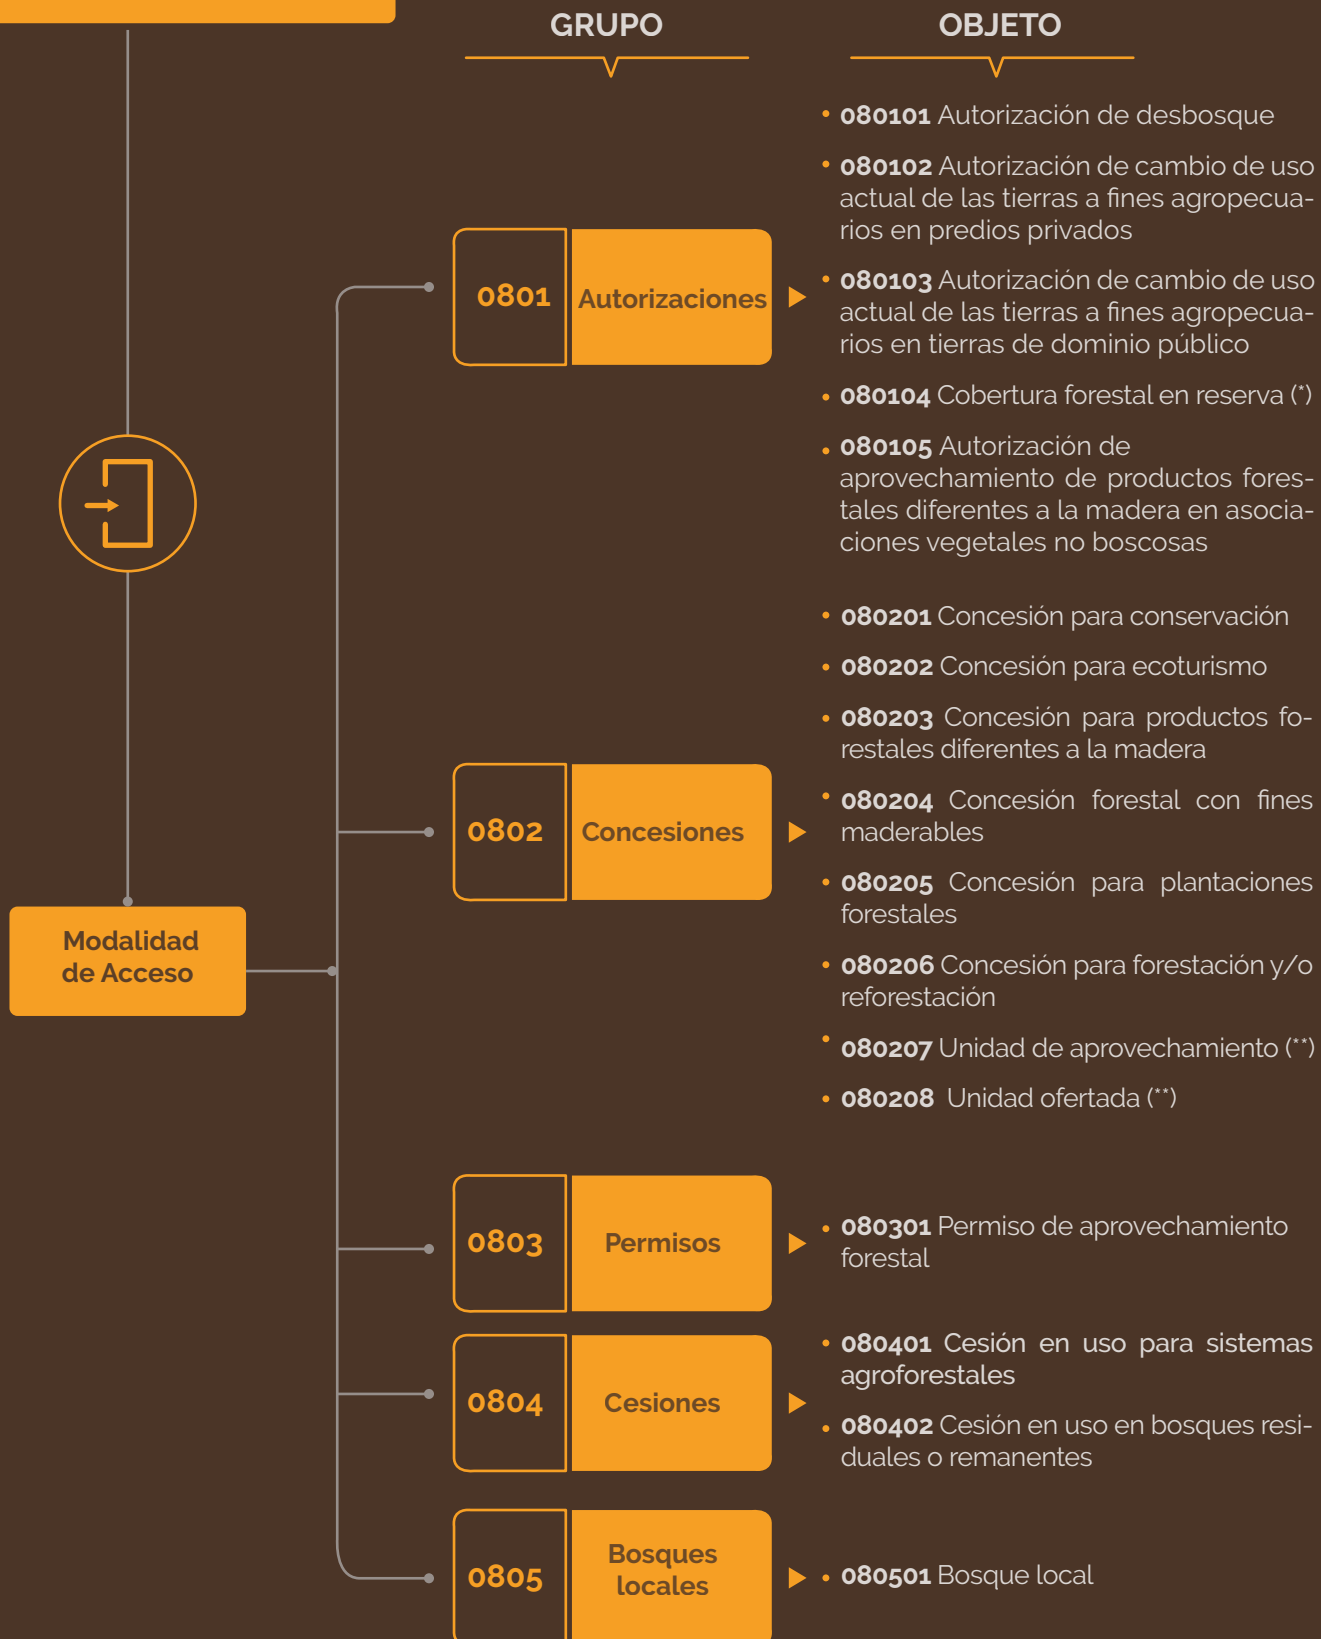 GRUPO
OBJETO
Modalidad
de Acceso
0801
Autorizaciones
080101 Autorización de desbosque
080102 Autorización de cambio de uso
actual de las tierras a fines agropecua-
rios en predios privados
080103 Autorización de cambio de uso
actual de las tierras a fines agropecua-
rios en tierras de dominio público
080104 Cobertura forestal en reserva (*)
080105 Autorización de
aprovechamiento de productos fores-
tales diferentes a la madera en asocia-
ciones vegetales no boscosas
0802
Concesiones
080201 Concesión para conservación
080202 Concesión para ecoturismo
080203 Concesión para productos fo-
restales diferentes a la madera
080204 Concesión forestal con fines
maderables
080205 Concesión para plantaciones
forestales
080206 Concesión para forestación y/o
reforestación
080207 Unidad de aprovechamiento (**)
080208 Unidad ofertada (**)
0803
Permisos
080301 Permiso de aprovechamiento
forestal
0804
Cesiones
080401 Cesión en uso para sistemas
agroforestales
080402 Cesión en uso en bosques resi-
duales o remanentes
0805
Bosques
locales
080501 Bosque local